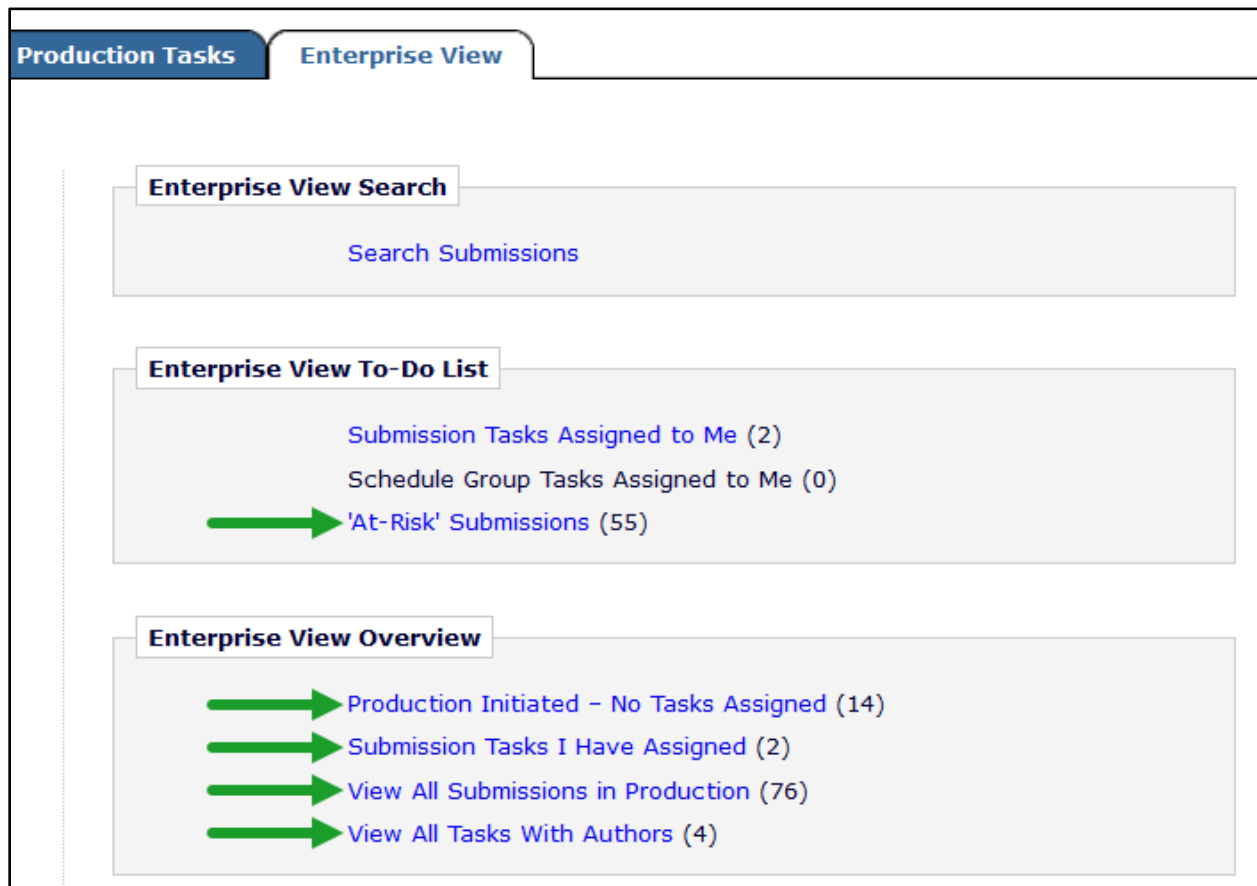 Production Tasks Enterprise View
Enterprise View Search
Search Submissions
Enterprise View To-Do List
Submission Tasks Assigned to Me (2)
Schedule Group Tasks Assigned to Me (0)
'At-Risk' Submissions (55)
Enterprise View Overview
Production Initiated – No Tasks Assigned (14)
Submission Tasks I Have Assigned (2)
View All Submissions in Production (76)
View All Tasks With Authors (4)